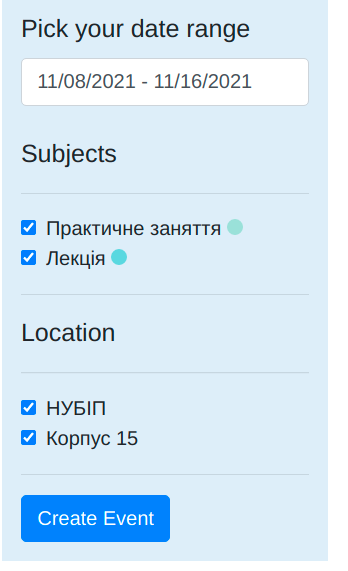 Pick your date range
11/08/2021 - 11/16/2021
Subjects
Практичне заняття
Лекція
Location
НУБІП
Корпус 15
Create Event